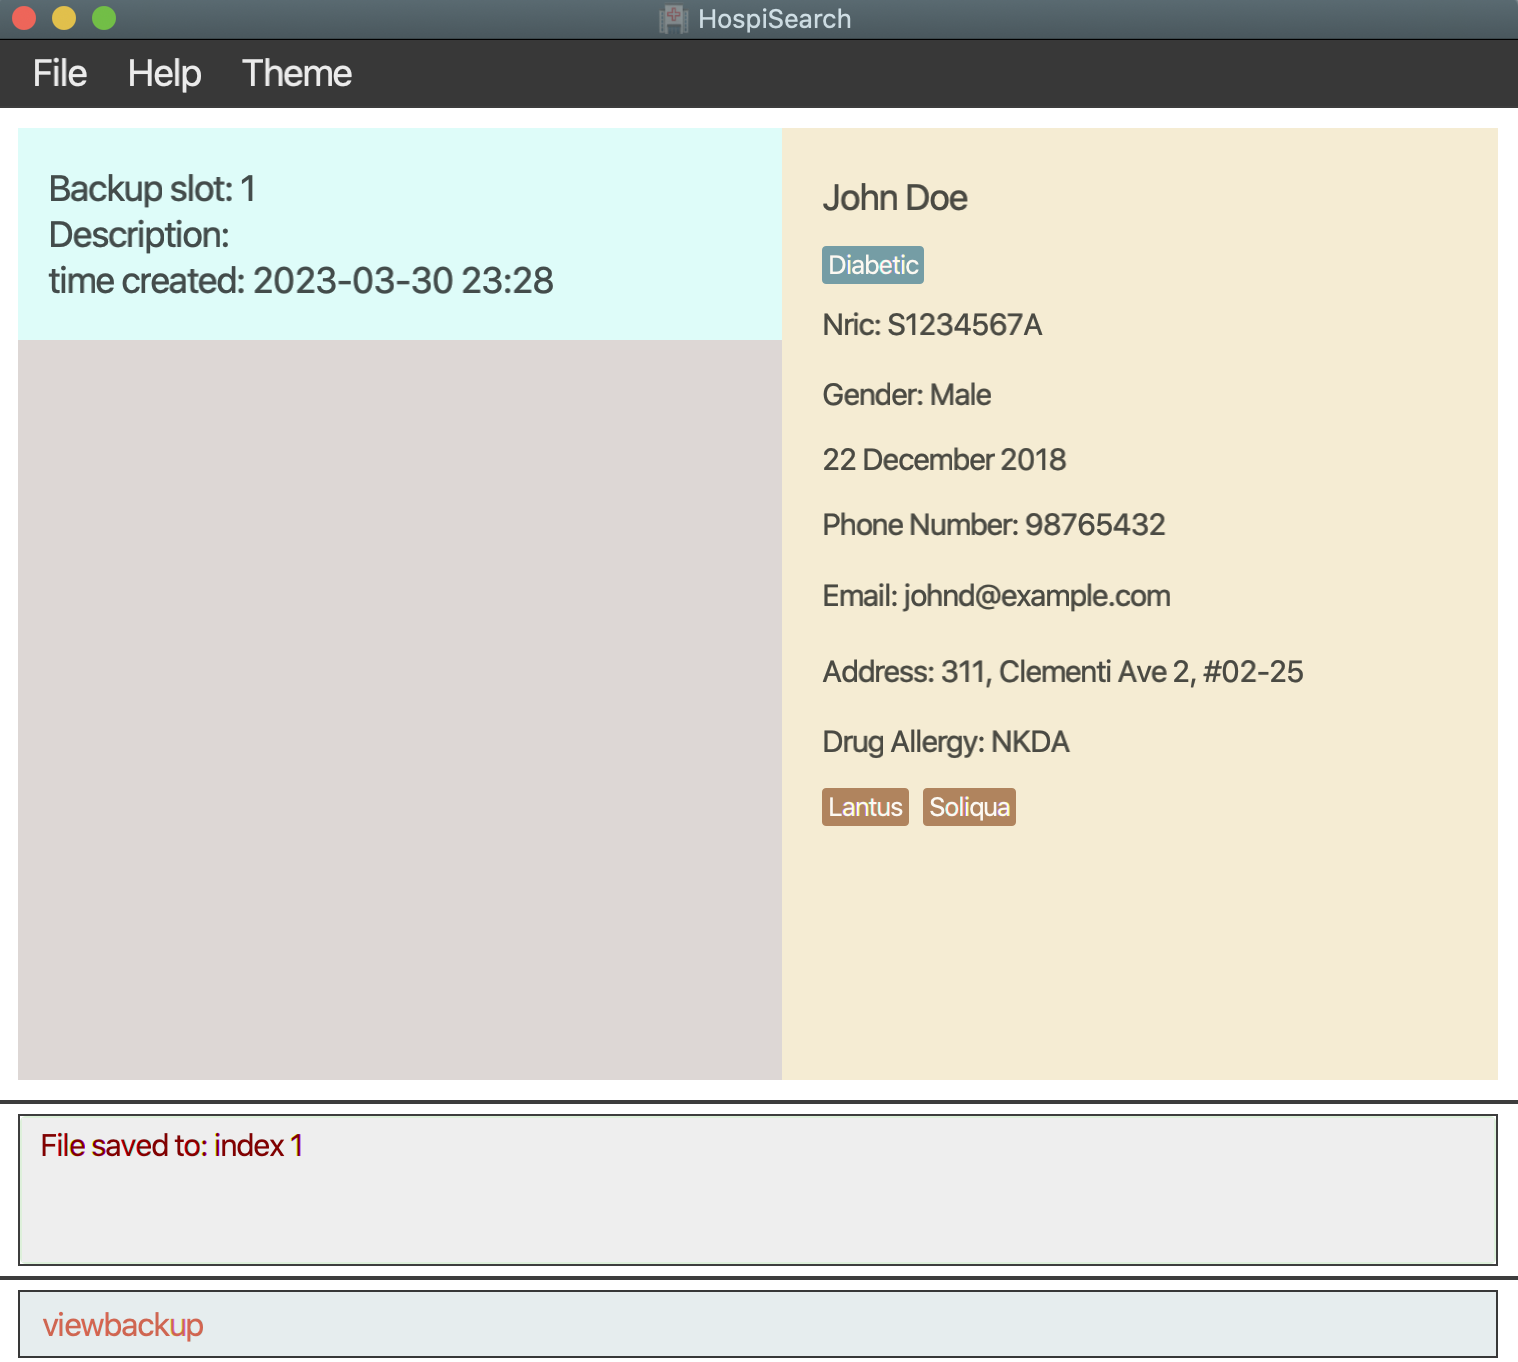 HospiSearch
File Help Theme
Backup slot: 1
Description:
time created: 2023-03-30 23:28
John Doe
Diabetic
Nric: S1234567A
Gender: Male
22 December 2018
Phone Number: 98765432
Email: johnd@example.com
Address: 311, Clementi Ave 2, #02-25
Drug Allergy: NKDA
Lantus Soliqua
File saved to: index 1
viewbackup